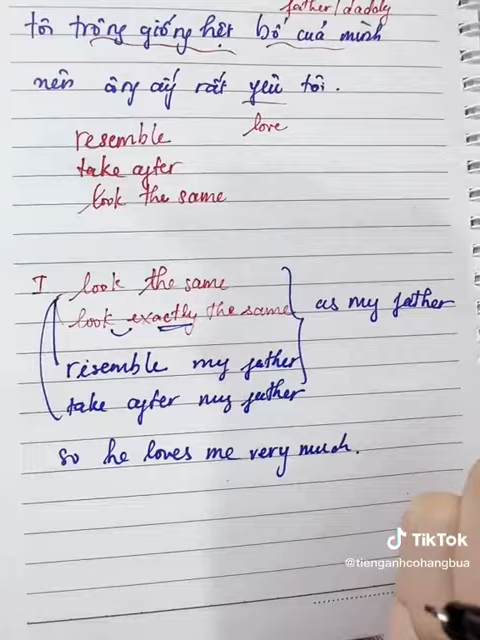 father/daddy
tôi trông giống hệt bố của mình
nên ông ấy rất yêu tôi.
love
resemble
take after
look the same
I look the same
look exactly the same
as my father
resemble my father
take after my father
so he loves me very much.
TikTok
@tienganhcohangbua